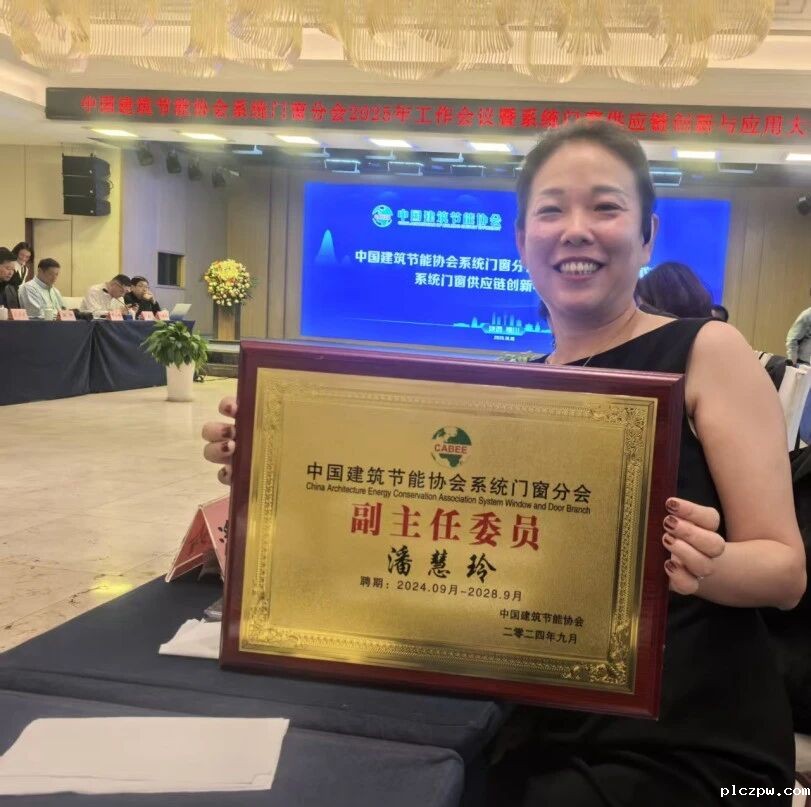 中国建筑节能协会系统门窗分会2025年工作会议暨系统门窗供应链创新与应用大
中国建筑节能协会
中国建筑节能协会系统门窗分
系统门窗供应链创新
CABEE
中国建筑节能协会系统门窗分会
China Architecture Energy Conservation Association System Window and Door Branch
副主任委员
潘慧玲
聘期：2024.09月-2028.9月
中国建筑节能协会
二零二四年九月
plczpw.com